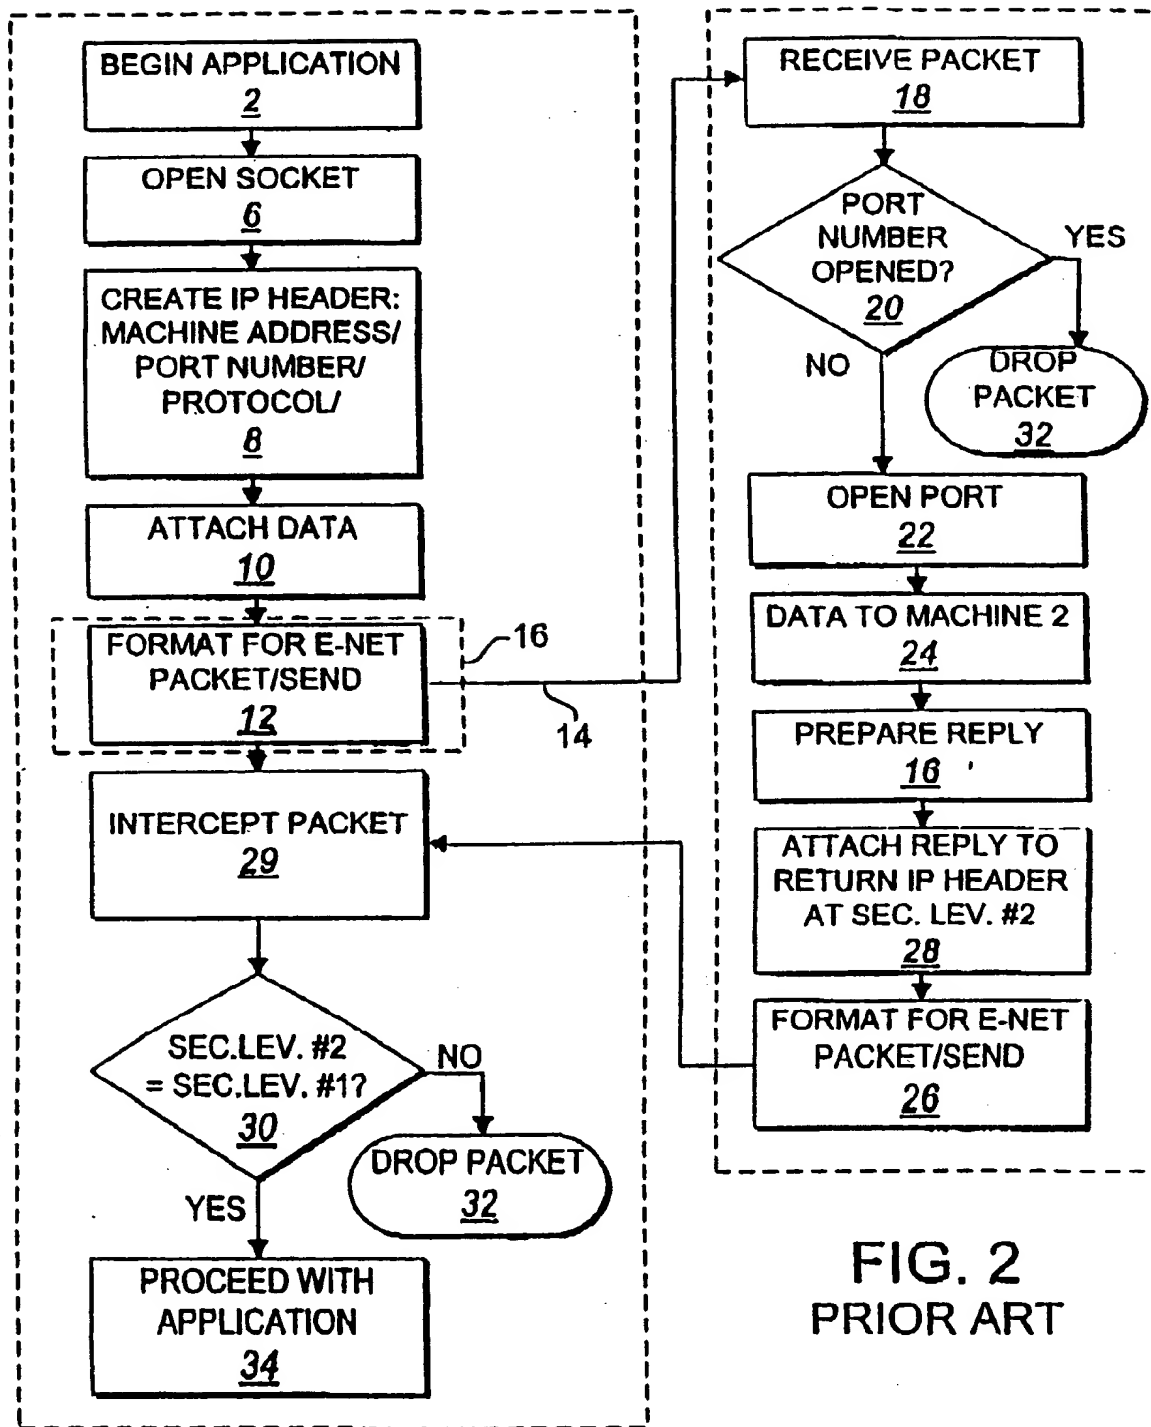 BEGIN APPLICATION
2
OPEN SOCKET
6
CREATE IP HEADER:
MACHINE ADDRESS/
PORT NUMBER/
PROTOCOL/
8
ATTACH DATA
10
FORMAT FOR E-NET
PACKET/SEND
12
16
14
INTERCEPT PACKET
29
SEC.LEV. #2
= SEC.LEV. #1?
30
NO
DROP PACKET
32
YES
PROCEED WITH
APPLICATION
34
RECEIVE PACKET
18
PORT
NUMBER
OPENED?
20
YES
NO
DROP
PACKET
32
OPEN PORT
22
DATA TO MACHINE 2
24
PREPARE REPLY
16
ATTACH REPLY TO
RETURN IP HEADER
AT SEC. LEV. #2
28
FORMAT FOR E-NET
PACKET/SEND
26
FIG. 2
PRIOR ART